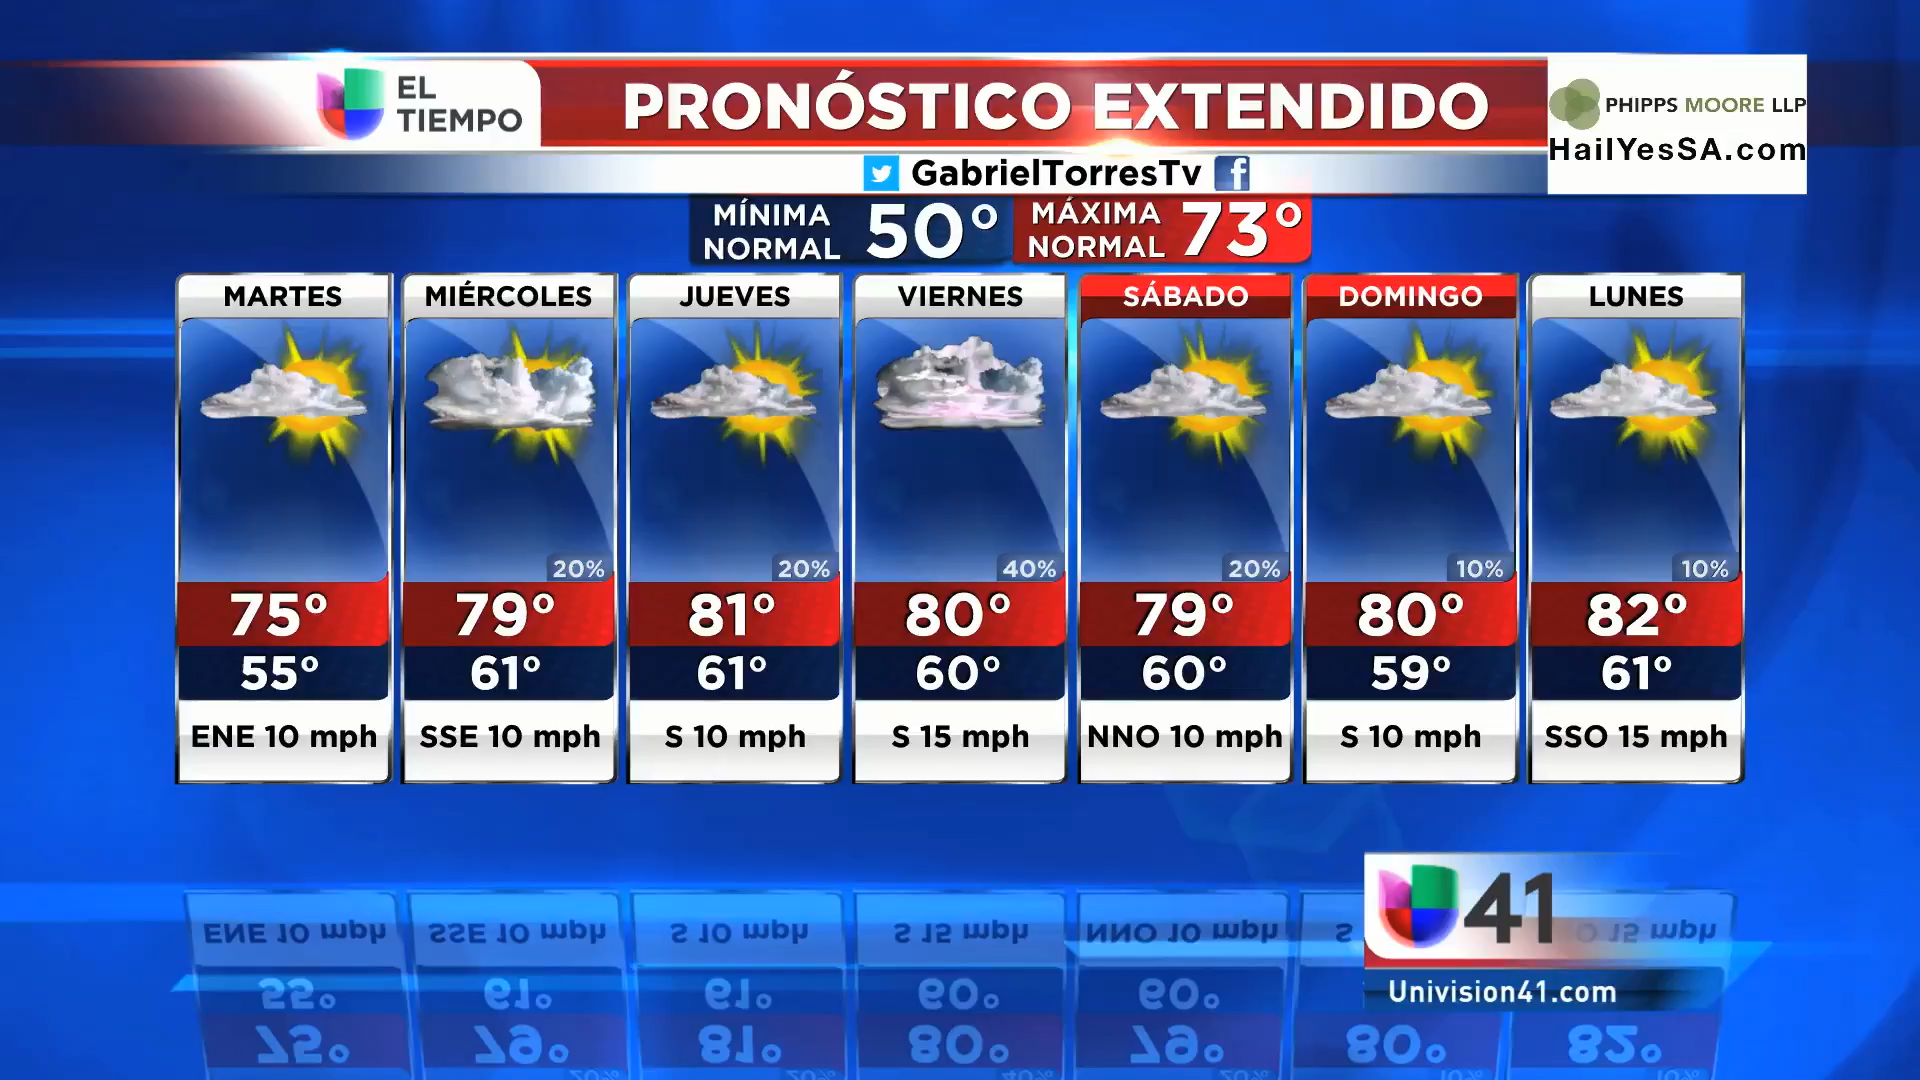 EL
TIEMPO
PRONÓSTICO EXTENDIDO
PHIPPS MOORE LLP
HailYesSA.com
GabrielTorresTv
MÍNIMA
NORMAL
50°
MÁXIMA
NORMAL
73°
MARTES
MIÉRCOLES
JUEVES
VIERNES
SÁBADO
DOMINGO
LUNES
20%
20%
40%
20%
10%
10%
75°
79°
81°
80°
79°
80°
82°
55°
61°
61°
60°
60°
59°
61°
ENE 10 mph
SSE 10 mph
S 10 mph
S 15 mph
NNO 10 mph
S 10 mph
SSO 15 mph
41
Univision41.com